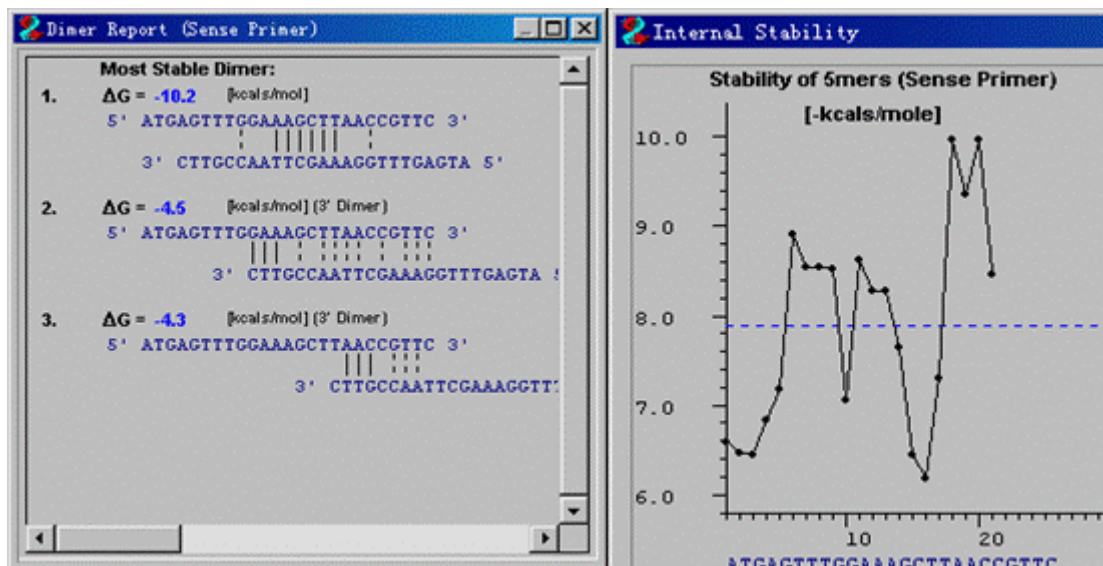 Dimer Report (Sense Primer)
Most Stable Dimer:
1. ΔG = -10.2 [kcals/mol]
5' ATGAGTTTGGAAAGCTTAACCGTTC 3'
3' CTTGCCAATTCGAAAGGTTTGAGTA 5'
2. ΔG = -4.5 [kcals/mol] (3' Dimer)
5' ATGAGTTTGGAAAGCTTAACCGTTC 3'
3' CTTGCCAATTCGAAAGGTTTGAGTA
3. ΔG = -4.3 [kcals/mol] (3' Dimer)
5' ATGAGTTTGGAAAGCTTAACCGTTC 3'
3' CTTGCCAATTCGAAAGGTT
Internal Stability
Stability of 5mers (Sense Primer)
[-kcals/mole]
10.0
9.0
8.0
7.0
6.0
10 20
ATGAGTTTGGAAAGCTTAACCGTTC